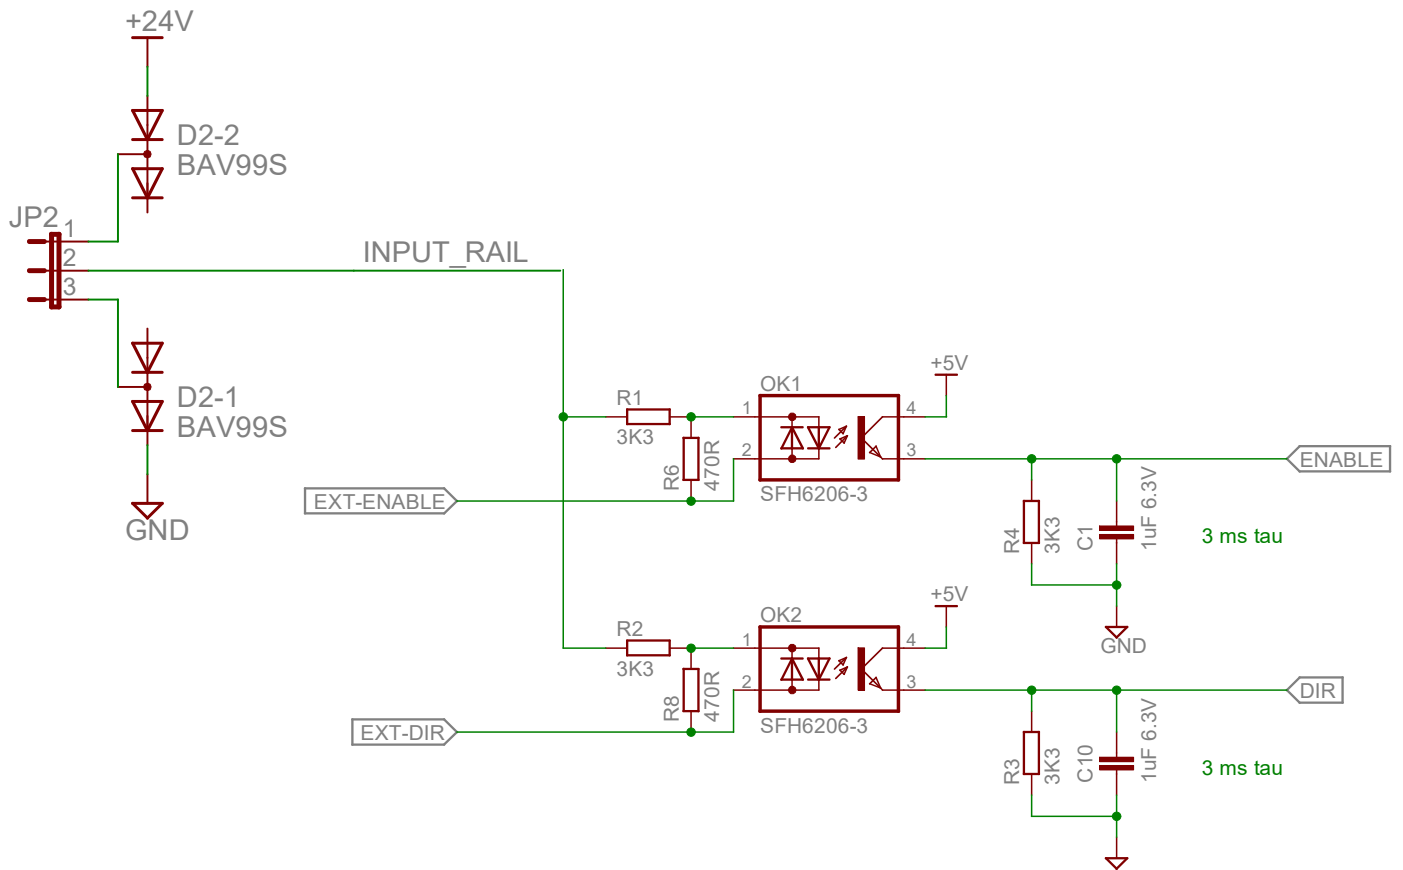 +24V
D2-2
BAV99S
JP2
1
2
3
INPUT_RAIL
D2-1
BAV99S
GND
+5V
OK1
R1
3K3
1
4
R6
470R
2
3
SFH6206-3
EXT-ENABLE
ENABLE
R4
3K3
C1
1uF 6.3V
3 ms tau
GND
+5V
OK2
R2
3K3
1
4
R8
470R
2
3
SFH6206-3
EXT-DIR
DIR
R3
3K3
C10
1uF 6.3V
3 ms tau